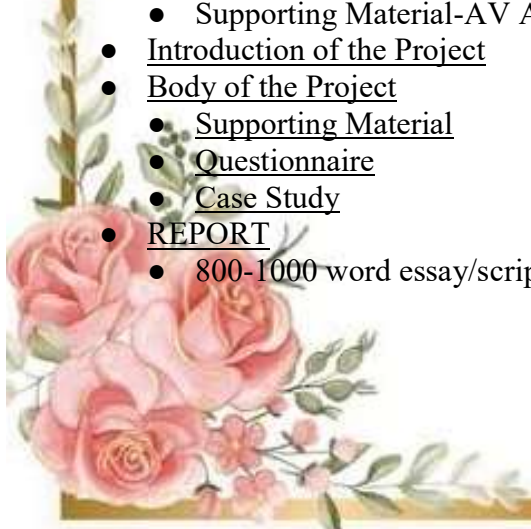 ● Supporting Material-AV A
● Introduction of the Project
● Body of the Project
● Supporting Material
● Questionnaire
● Case Study
● REPORT
● 800-1000 word essay/scrip